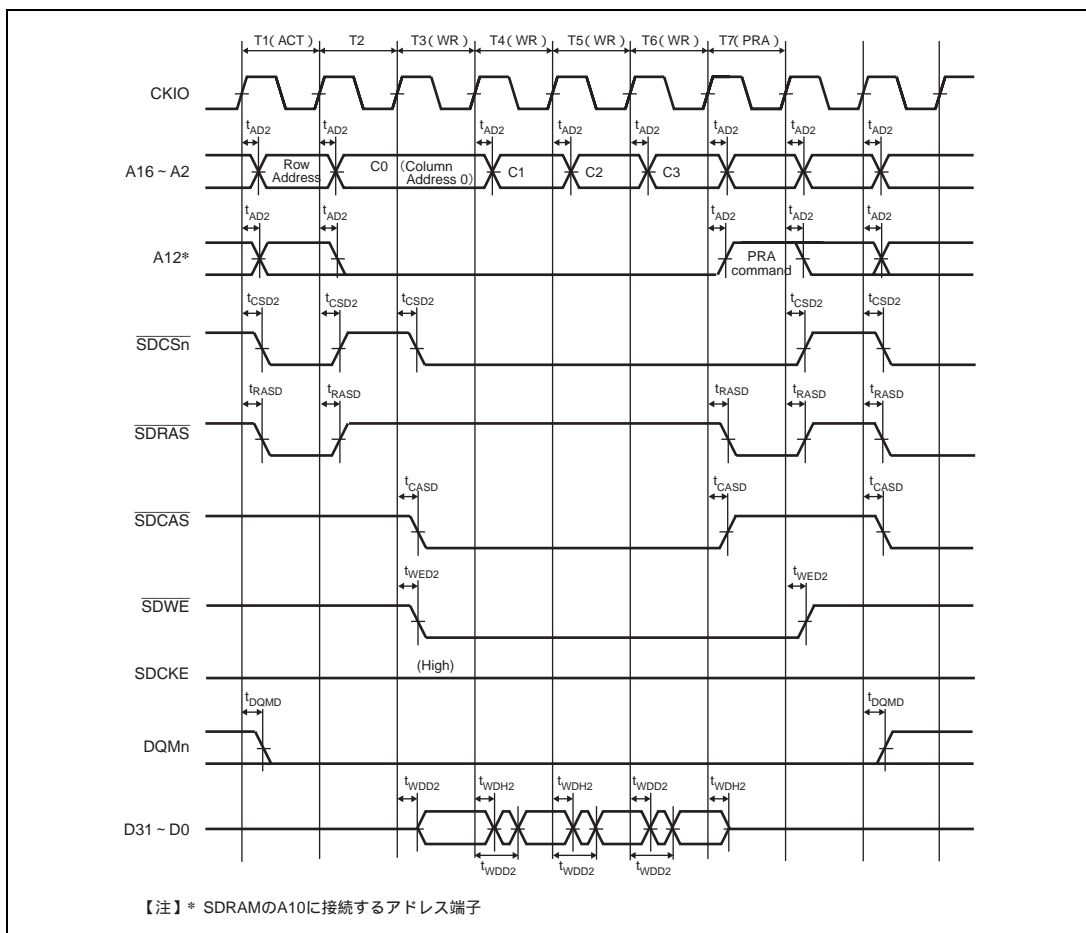 T1( ACT ) T2 T3( WR ) T4( WR ) T5( WR ) T6( WR ) T7( PRA )
CKIO
tAD2 tAD2 tAD2 tAD2 tAD2 tAD2 tAD2 tAD2
A16 ~ A2 Row Address C0 (Column Address 0) C1 C2 C3
tAD2 tAD2 tAD2 tAD2 tAD2
A12* PRA command
tCSD2 tCSD2 tCSD2 tCSD2 tCSD2
SDCSn
tRASD tRASD tRASD tRASD tRASD
SDRAS
tCASD tCASD tCASD
SDCAS
tWED2 tWED2
SDWE
(High)
SDCKE
tDQMD tDQMD
DQMn
tWDD2 tWDH2 tWDH2 tWDD2 tWDH2
D31 ~ D0
tWDD2 tWDD2 tWDD2
【注】* SDRAMのA10に接続するアドレス端子